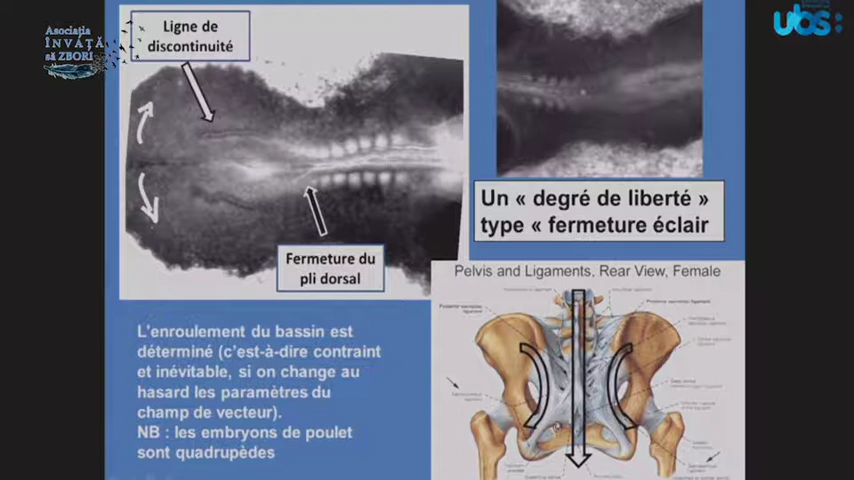 Asociația
ÎNVAȚĂ
să ZBORI
ubs:
Ligne de
discontinuité
Fermeture du
pli dorsal
Un « degré de liberté »
type « fermeture éclair
L'enroulement du bassin est
déterminé (c'est-à-dire contraint
et inévitable, si on change au
hasard les paramètres du
champ de vecteur).
NB : les embryons de poulet
sont quadrupèdes
Pelvis and Ligaments, Rear View, Female